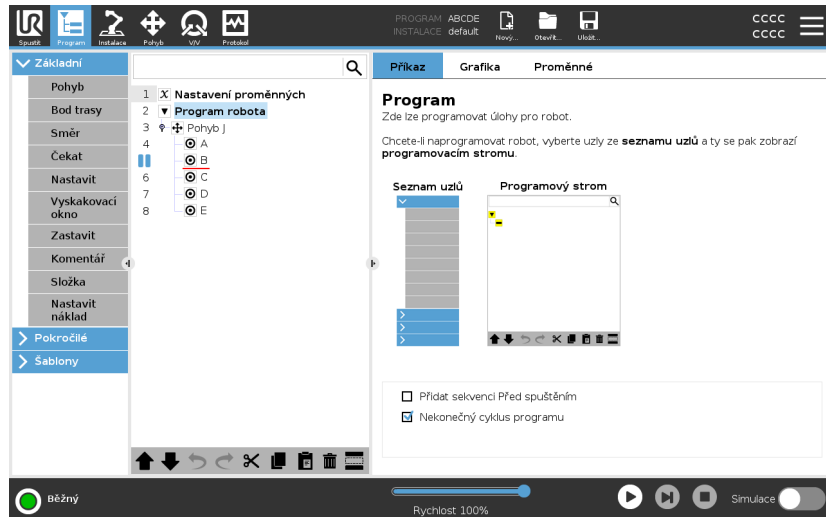 UR
PROGRAM ABCDE
INSTALACE default
CCCC
CCCC
Spustit
Program
Instalace
Pohyb
V/V
Protokol
Nový...
Otevřít...
Uložit...
Základní
Pohyb
Bod trasy
Směr
Čekat
Nastavit
Vyskakovací
okno
Zastavit
Komentář
Složka
Nastavit
náklad
Pokročilé
Šablony
1 X Nastavení proměnných
2 Program robota
3 Pohyb J
4 A
B
6 C
7 D
8 E
Příkaz Grafika Proměnné
Program
Zde lze programovat úlohy pro robot.
Chcete-li naprogramovat robot, vyberte uzly ze seznamu uzlů a ty se pak zobrazí
programovacím stromu.
Seznam uzlů
Programový strom
Přidat sekvenci Před spuštěním
Nekonečný cyklus programu
Běžný
Rychlost 100%
Simulace